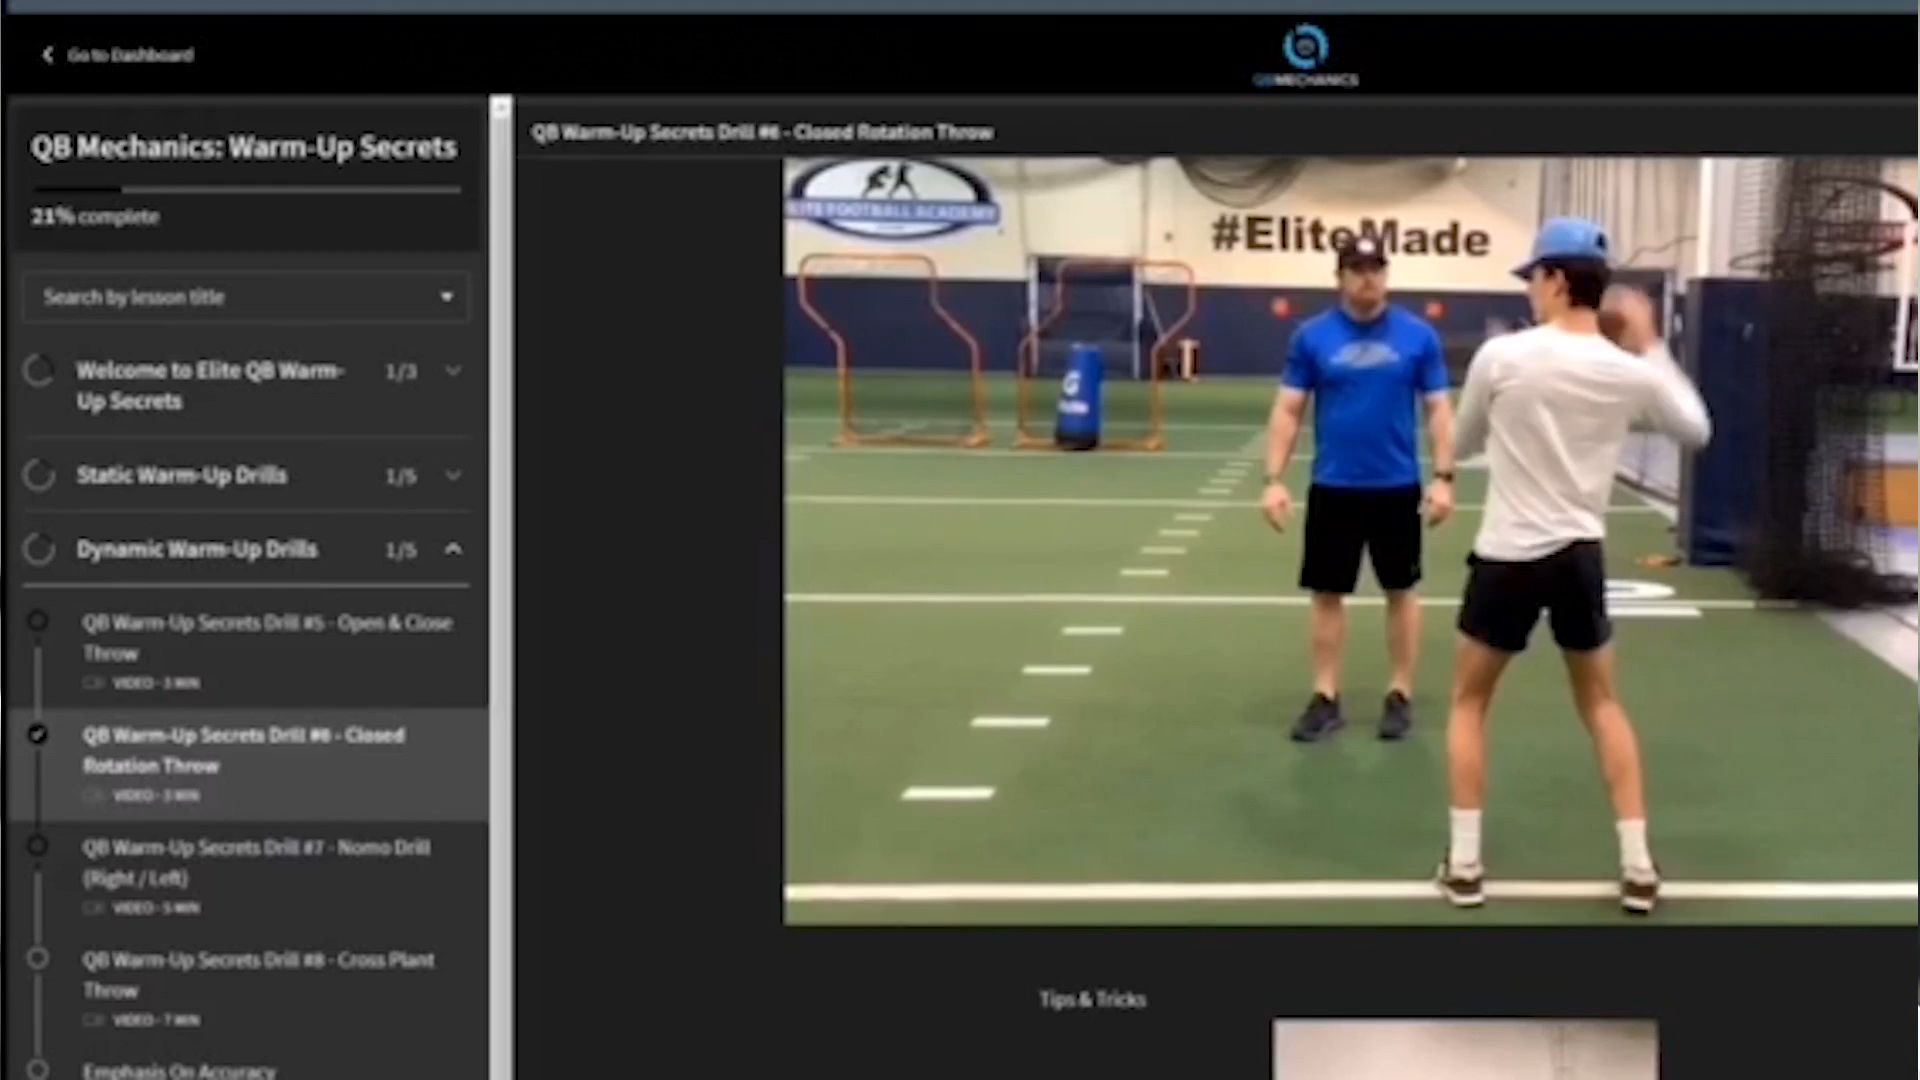 Go to Dashboard
QBMECHANICS
QB Mechanics: Warm-Up Secrets
21% complete
Search by lesson title
Welcome to Elite QB Warm-
Up Secrets
1/3
Static Warm-Up Drills
1/5
Dynamic Warm-Up Drills
1/5
QB Warm-Up Secrets Drill #5 - Open & Close
Throw
VIDEO - 3 MIN
QB Warm-Up Secrets Drill #6 - Closed
Rotation Throw
VIDEO - 3 MIN
QB Warm-Up Secrets Drill #7 - Nomo Drill
(Right / Left)
VIDEO - 5 MIN
QB Warm-Up Secrets Drill #8 - Cross Plant
Throw
VIDEO - 7 MIN
Emphasis On Accuracy
QB Warm-Up Secrets Drill #6 - Closed Rotation Throw
ITE FOOTBALL ACADEMY
#EliteMade
G
Tips & Tricks